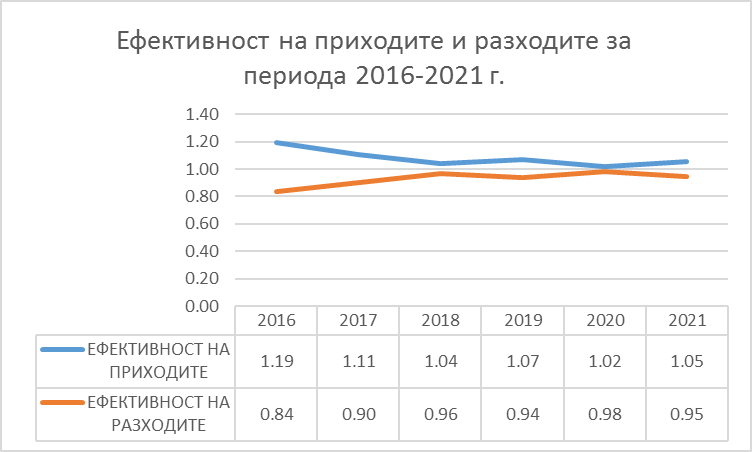 Ефективност на приходите и разходите за
периода 2016-2021 г.
1.40
1.20
1.00
0.80
0.60
0.40
0.20
0.00
2016 2017 2018 2019 2020 2021
ЕФЕКТИВНОСТ НА
ПРИХОДИТЕ
1.19 1.11 1.04 1.07 1.02 1.05
ЕФЕКТИВНОСТ НА
РАЗХОДИТЕ
0.84 0.90 0.96 0.94 0.98 0.95